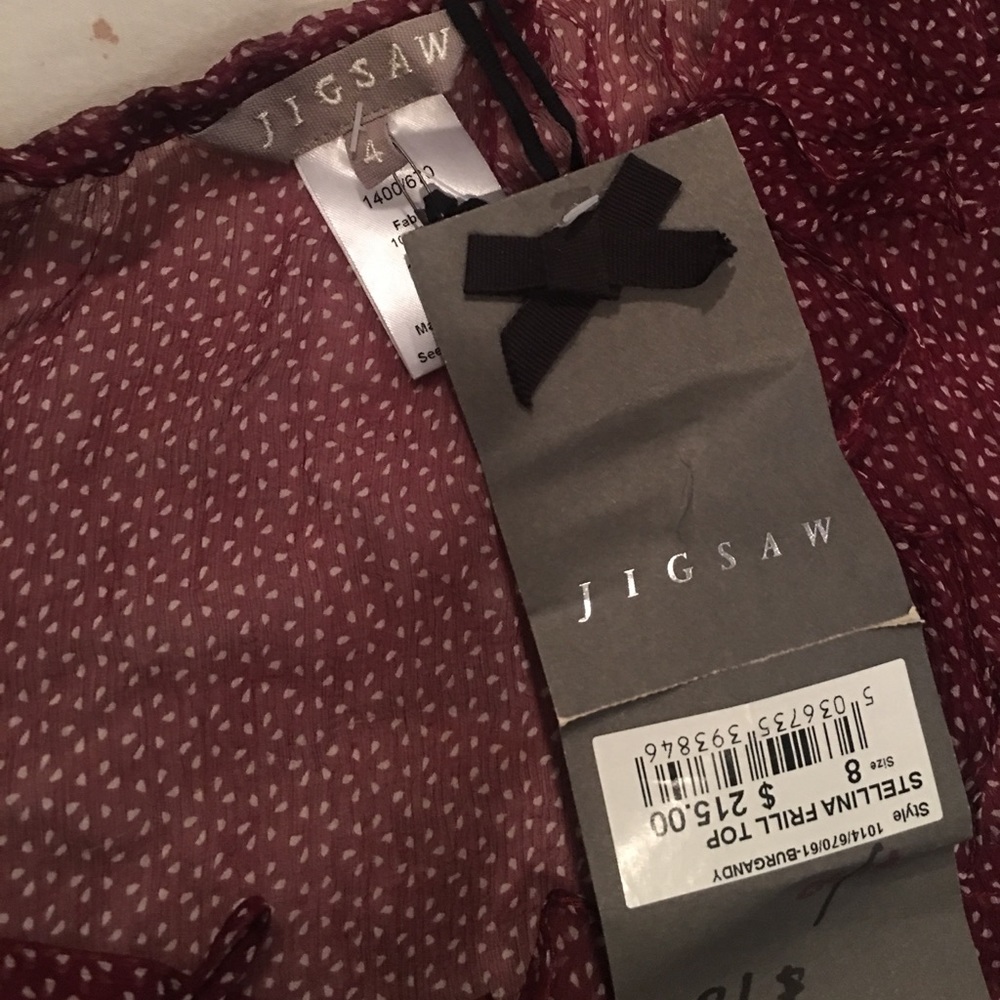 JIGSAW
4
1400/670
JIGSAW
Style 1014/670/61-BURGANDY
STELLINA FRILL TOP
Size 8 $ 215.00
5 036735 393846